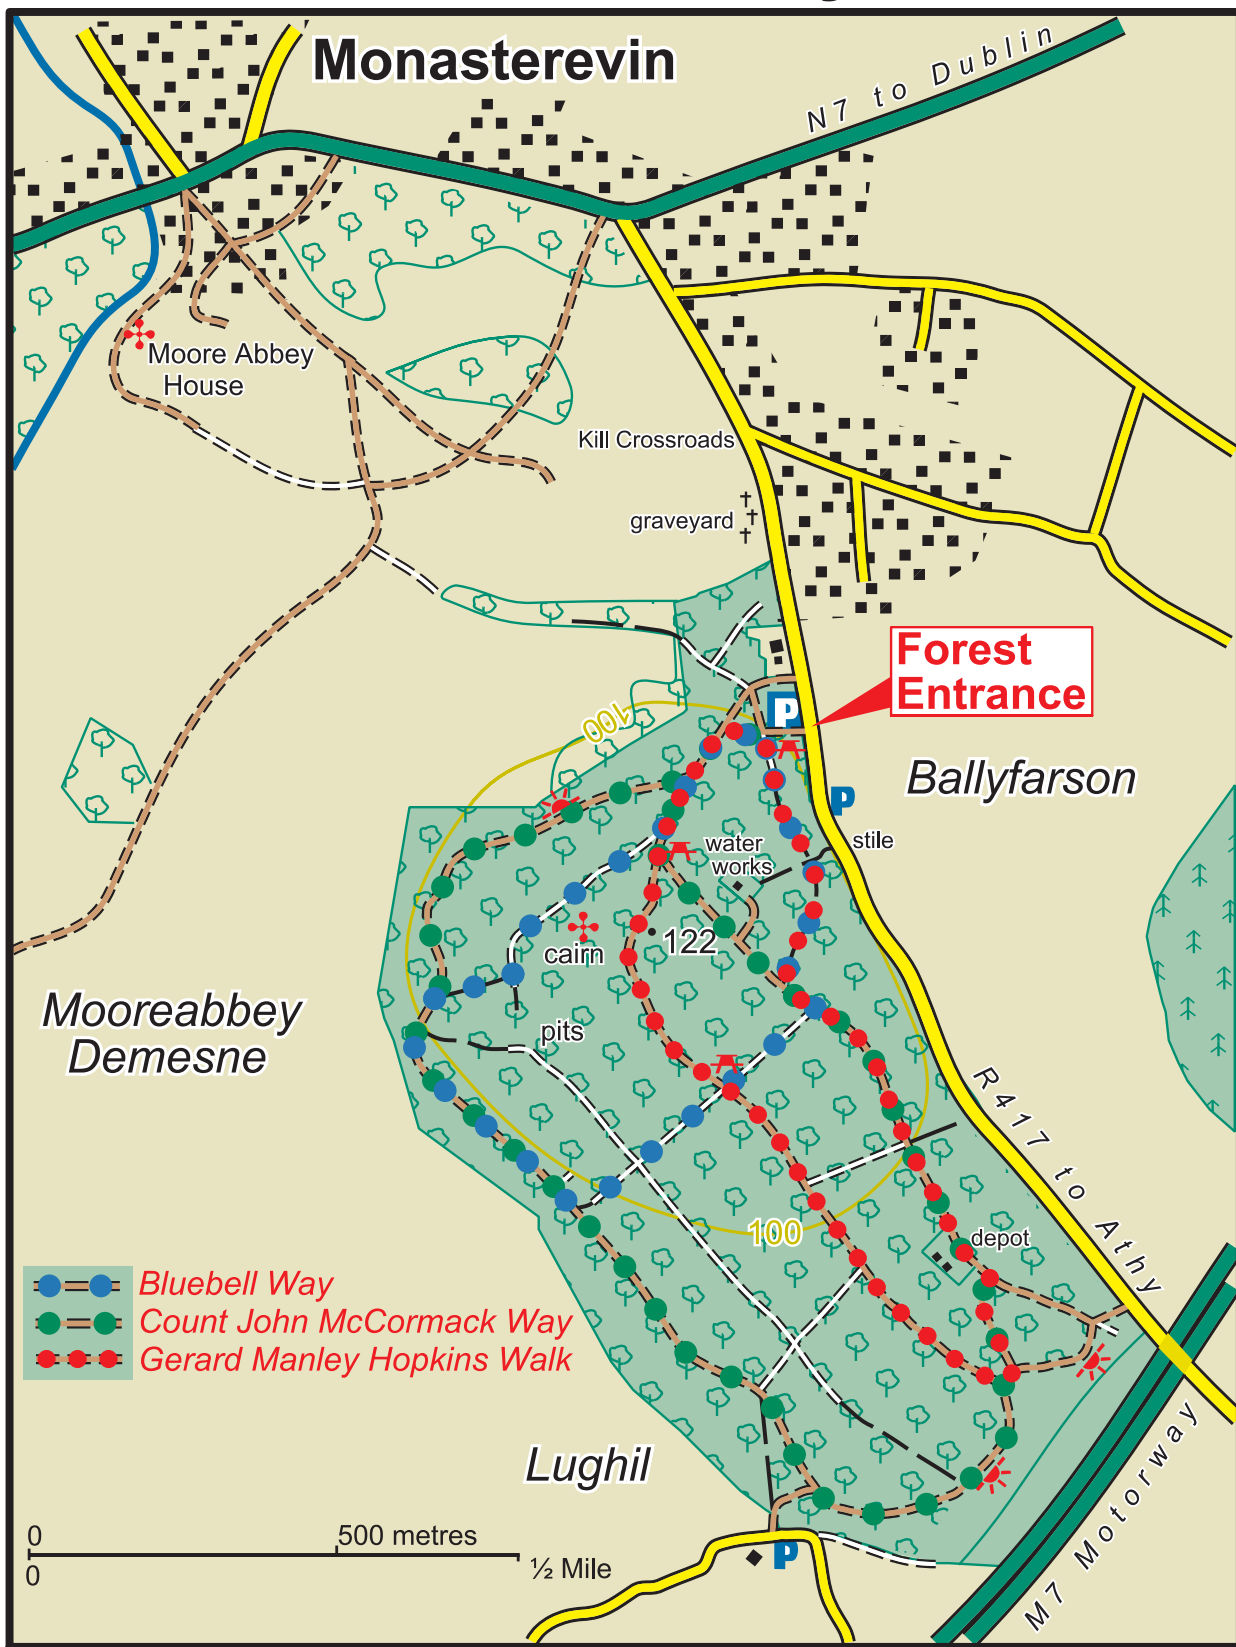 Monasterevin
N7 to Dublin
Moore Abbey
House
Kill Crossroads
graveyard
Forest
Entrance
100
P
Ballyfarson
P
stile
water
works
122
cairn
Mooreabbey
Demesne
pits
R417 to Athy
100
depot
Bluebell Way
Count John McCormack Way
Gerard Manley Hopkins Walk
Lughil
M7 Motorway
0
500 metres
0
½ Mile
P